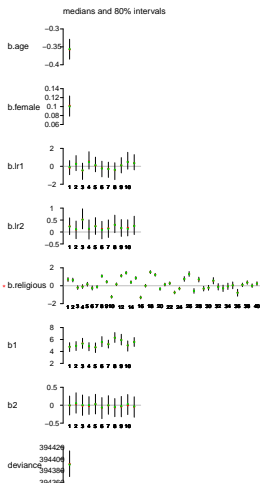 medians and 80% intervals
−0.3
b.age −0.35
−0.4
0.14
0.12
b.female 0.1
0.08
0.06
2
b.lr1 0
−2
1 2 3 4 5 6 7 8 9 10
1
b.lr2 0.5
0
−0.5
1 2 3 4 5 6 7 8 9 10
2
* b.religious 0
−2
1 2 3 4 5 6 7 8 9 10 12 14 16 18 20 22 24 26 28 30 32 34 36 38 40
8
b1 6
4
2
1 2 3 4 5 6 7 8 9 10
0.5
b2 0
−0.5
1 2 3 4 5 6 7 8 9 10
394420
394400
deviance 394380
394360